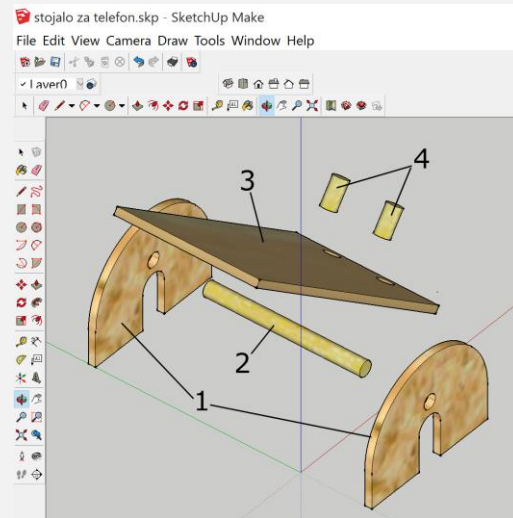 stojalo za telefon.skp - SketchUp Make
File Edit View Camera Draw Tools Window Help
Layer0
4
3
2
1